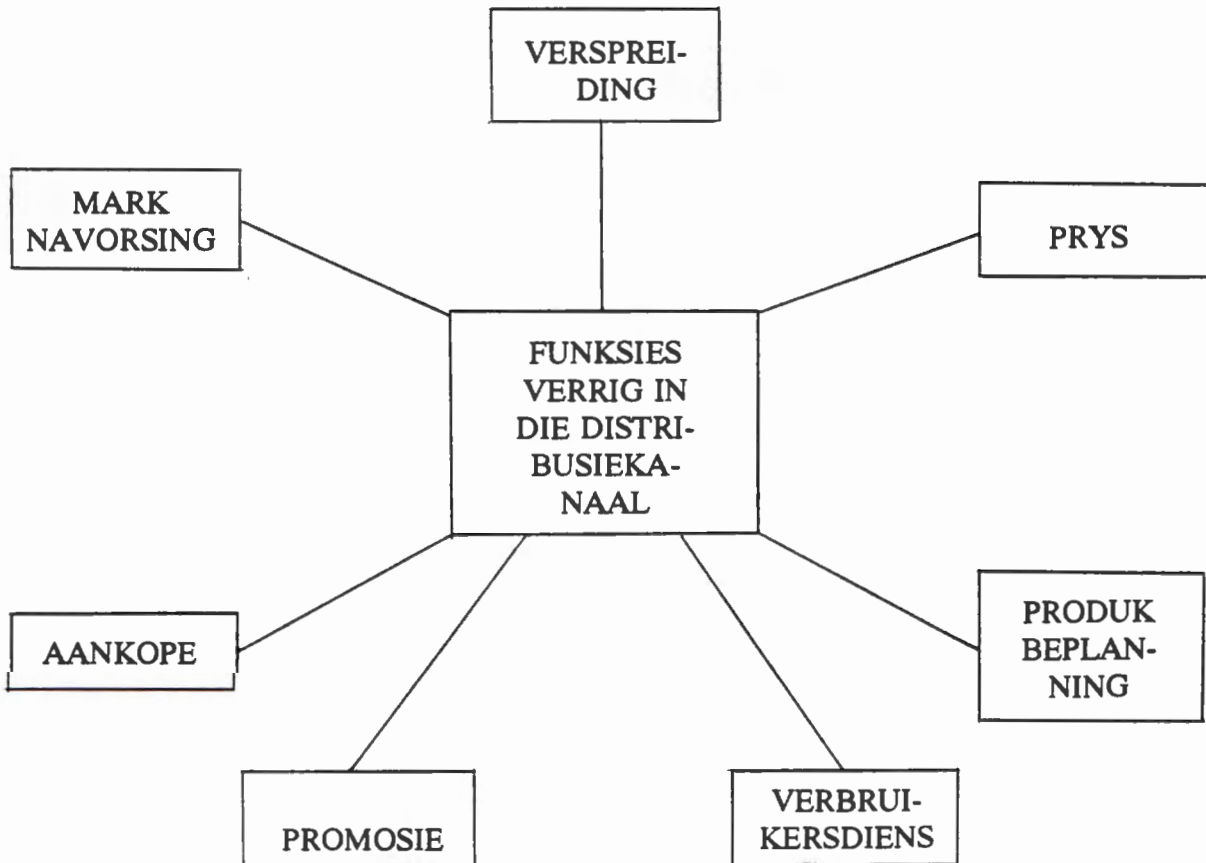 VERSPREI-
DING
MARK
NAVORSING
PRYS
FUNKSIES
VERRIG IN
DIE DISTRI-
BUSIEKA-
NAAL
AANKOPE
PRODUK
BEPLAN-
NING
PROMOSIE
VERBRUI-
KERSDIENS